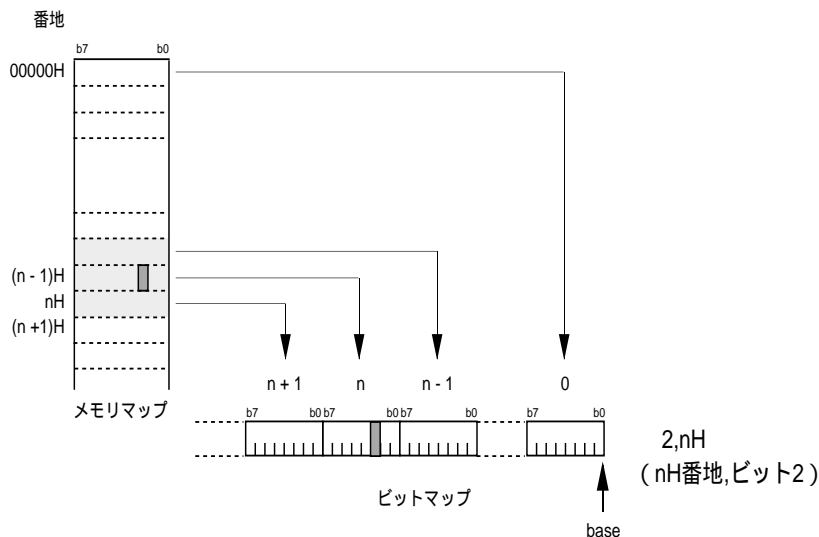 番地
b7 b0
00000H
(n - 1)H
nH
(n +1)H
メモリマップ
n + 1 n n - 1 0
b7 b0 b7 b0 b7 b0 b7 b0
2,nH
( nH番地,ビット2 )
ビットマップ
base